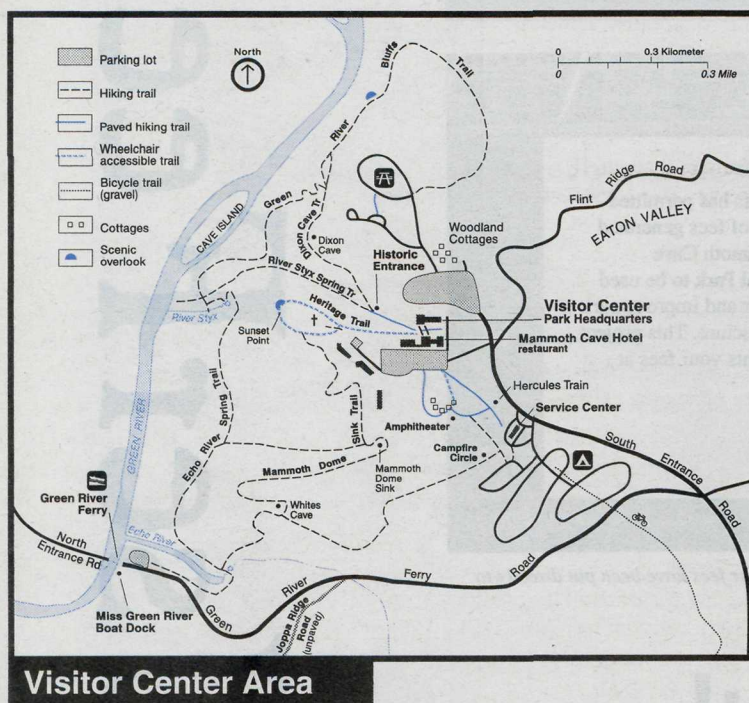 North
Parking lot
Hiking trail
Paved hiking trail
Wheelchair
accessible trail
Bicycle trail
(gravel)
Cottages
Scenic
overlook
0 0.3 Kilometer
0 0.3 Mile
Green River Bluffs Trail
Flint Ridge Road
EATON VALLEY
CAVE ISLAND
Dixon Cave Tr
Dixon
Cave
Woodland
Cottages
Historic
Entrance
River Styx Spring Tr
Heritage Trail
River Styx
Sunset
Point
Visitor Center
Park Headquarters
Mammoth Cave Hotel
restaurant
Hercules Train
Service Center
Amphitheater
Campfire
Circle
South Entrance Road
Sink Trail
Mammoth Dome
Mammoth
Dome
Sink
Echo River Spring Trail
GREEN RIVER
Whites
Cave
Green River
Ferry
North
Entrance Rd
Echo River
Miss Green River
Boat Dock
Green River Ferry Road
Joppa Ridge
Road
(unpaved)
Visitor Center Area